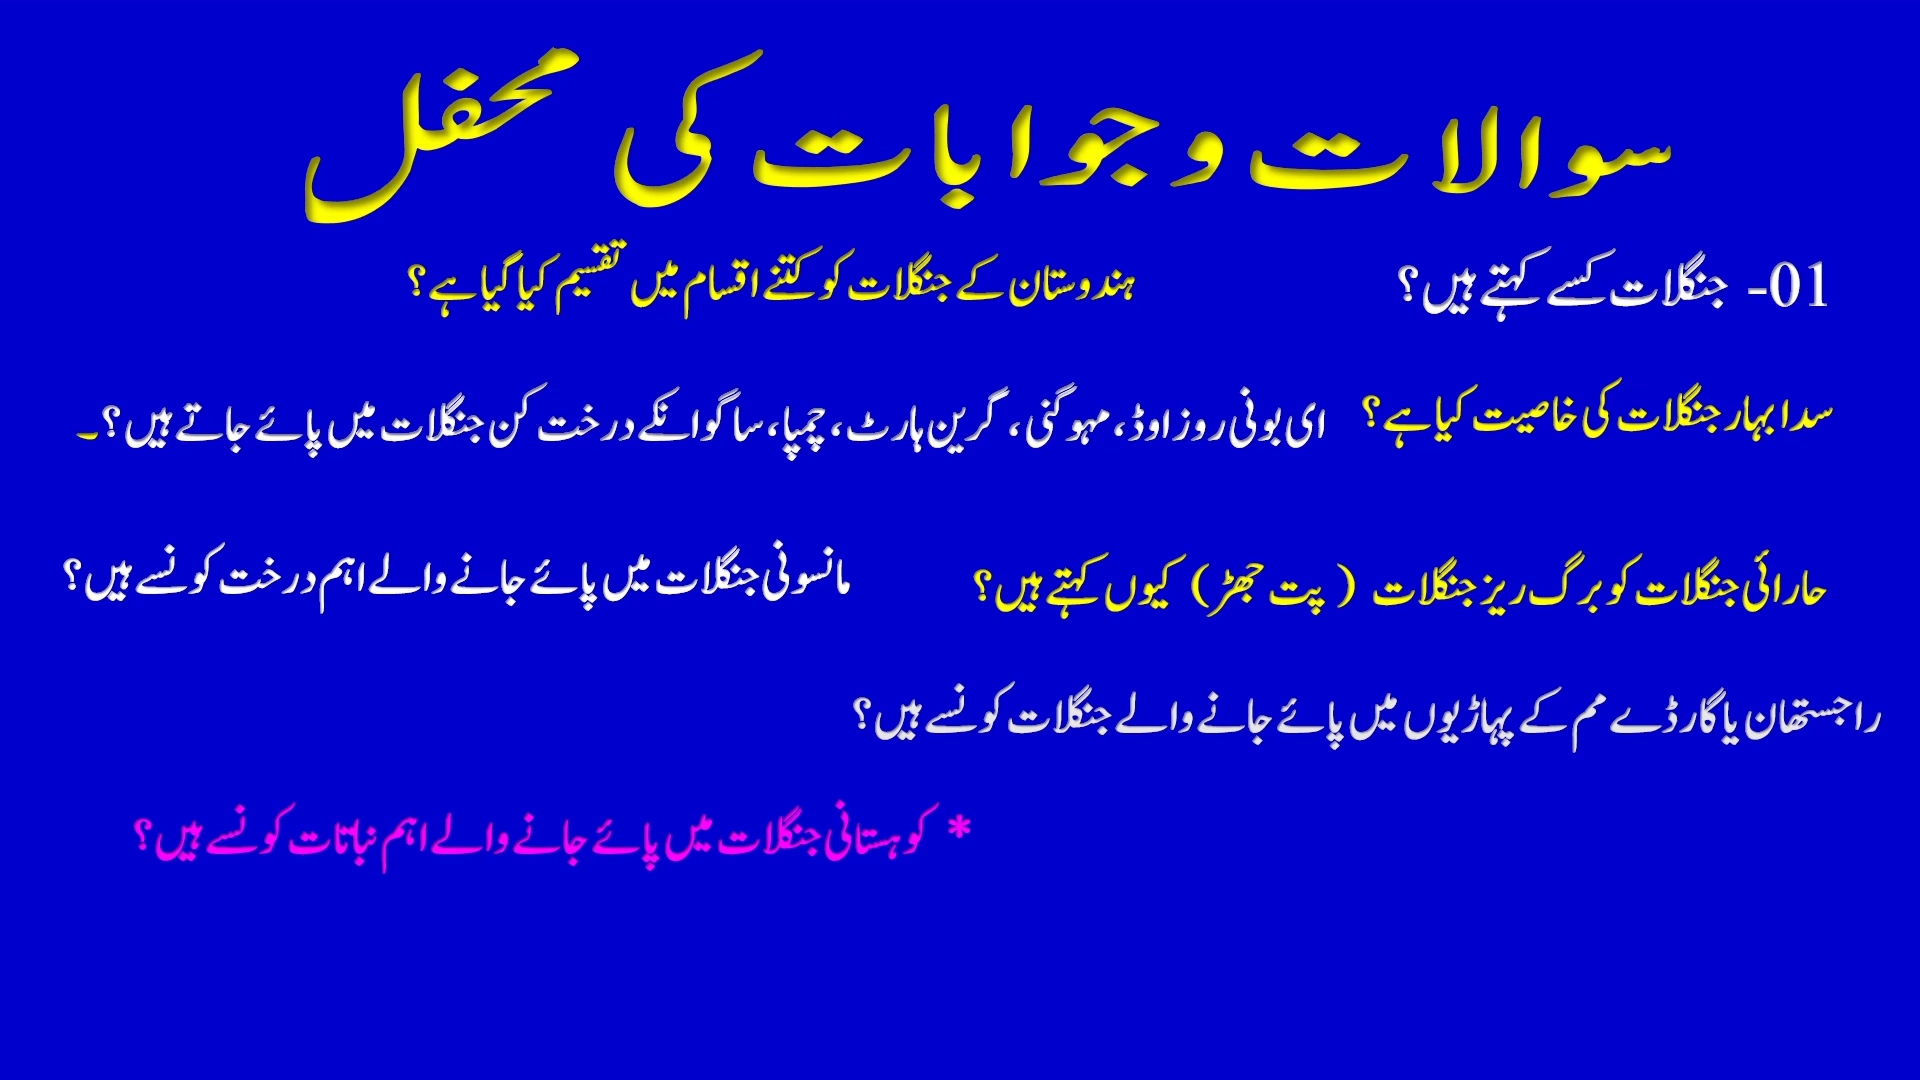 سوالات و جوابات کی محفل
01- جنگلات کسے کہتے ہیں؟ ہندوستان کے جنگلات کو کتنے اقسام میں تقسیم کیا گیا ہے؟
سدابہار جنگلات کی خاصیت کیا ہے؟ ای بونی روز اوڈ، مہوگنی، گرین ہارٹ، چمپا، ساگوانکے درخت کن جنگلات میں پائے جاتے ہیں؟۔
حارائی جنگلات کو برگ ریز جنگلات (پت جھڑ) کیوں کہتے ہیں؟ مانسونی جنگلات میں پائے جانے والے اہم درخت کونسے ہیں؟
راجستھان یا گارڈے مم کے پہاڑیوں میں پائے جانے والے جنگلات کونسے ہیں؟
* کوہستانی جنگلات میں پائے جانے والے اہم نباتات کونسے ہیں؟